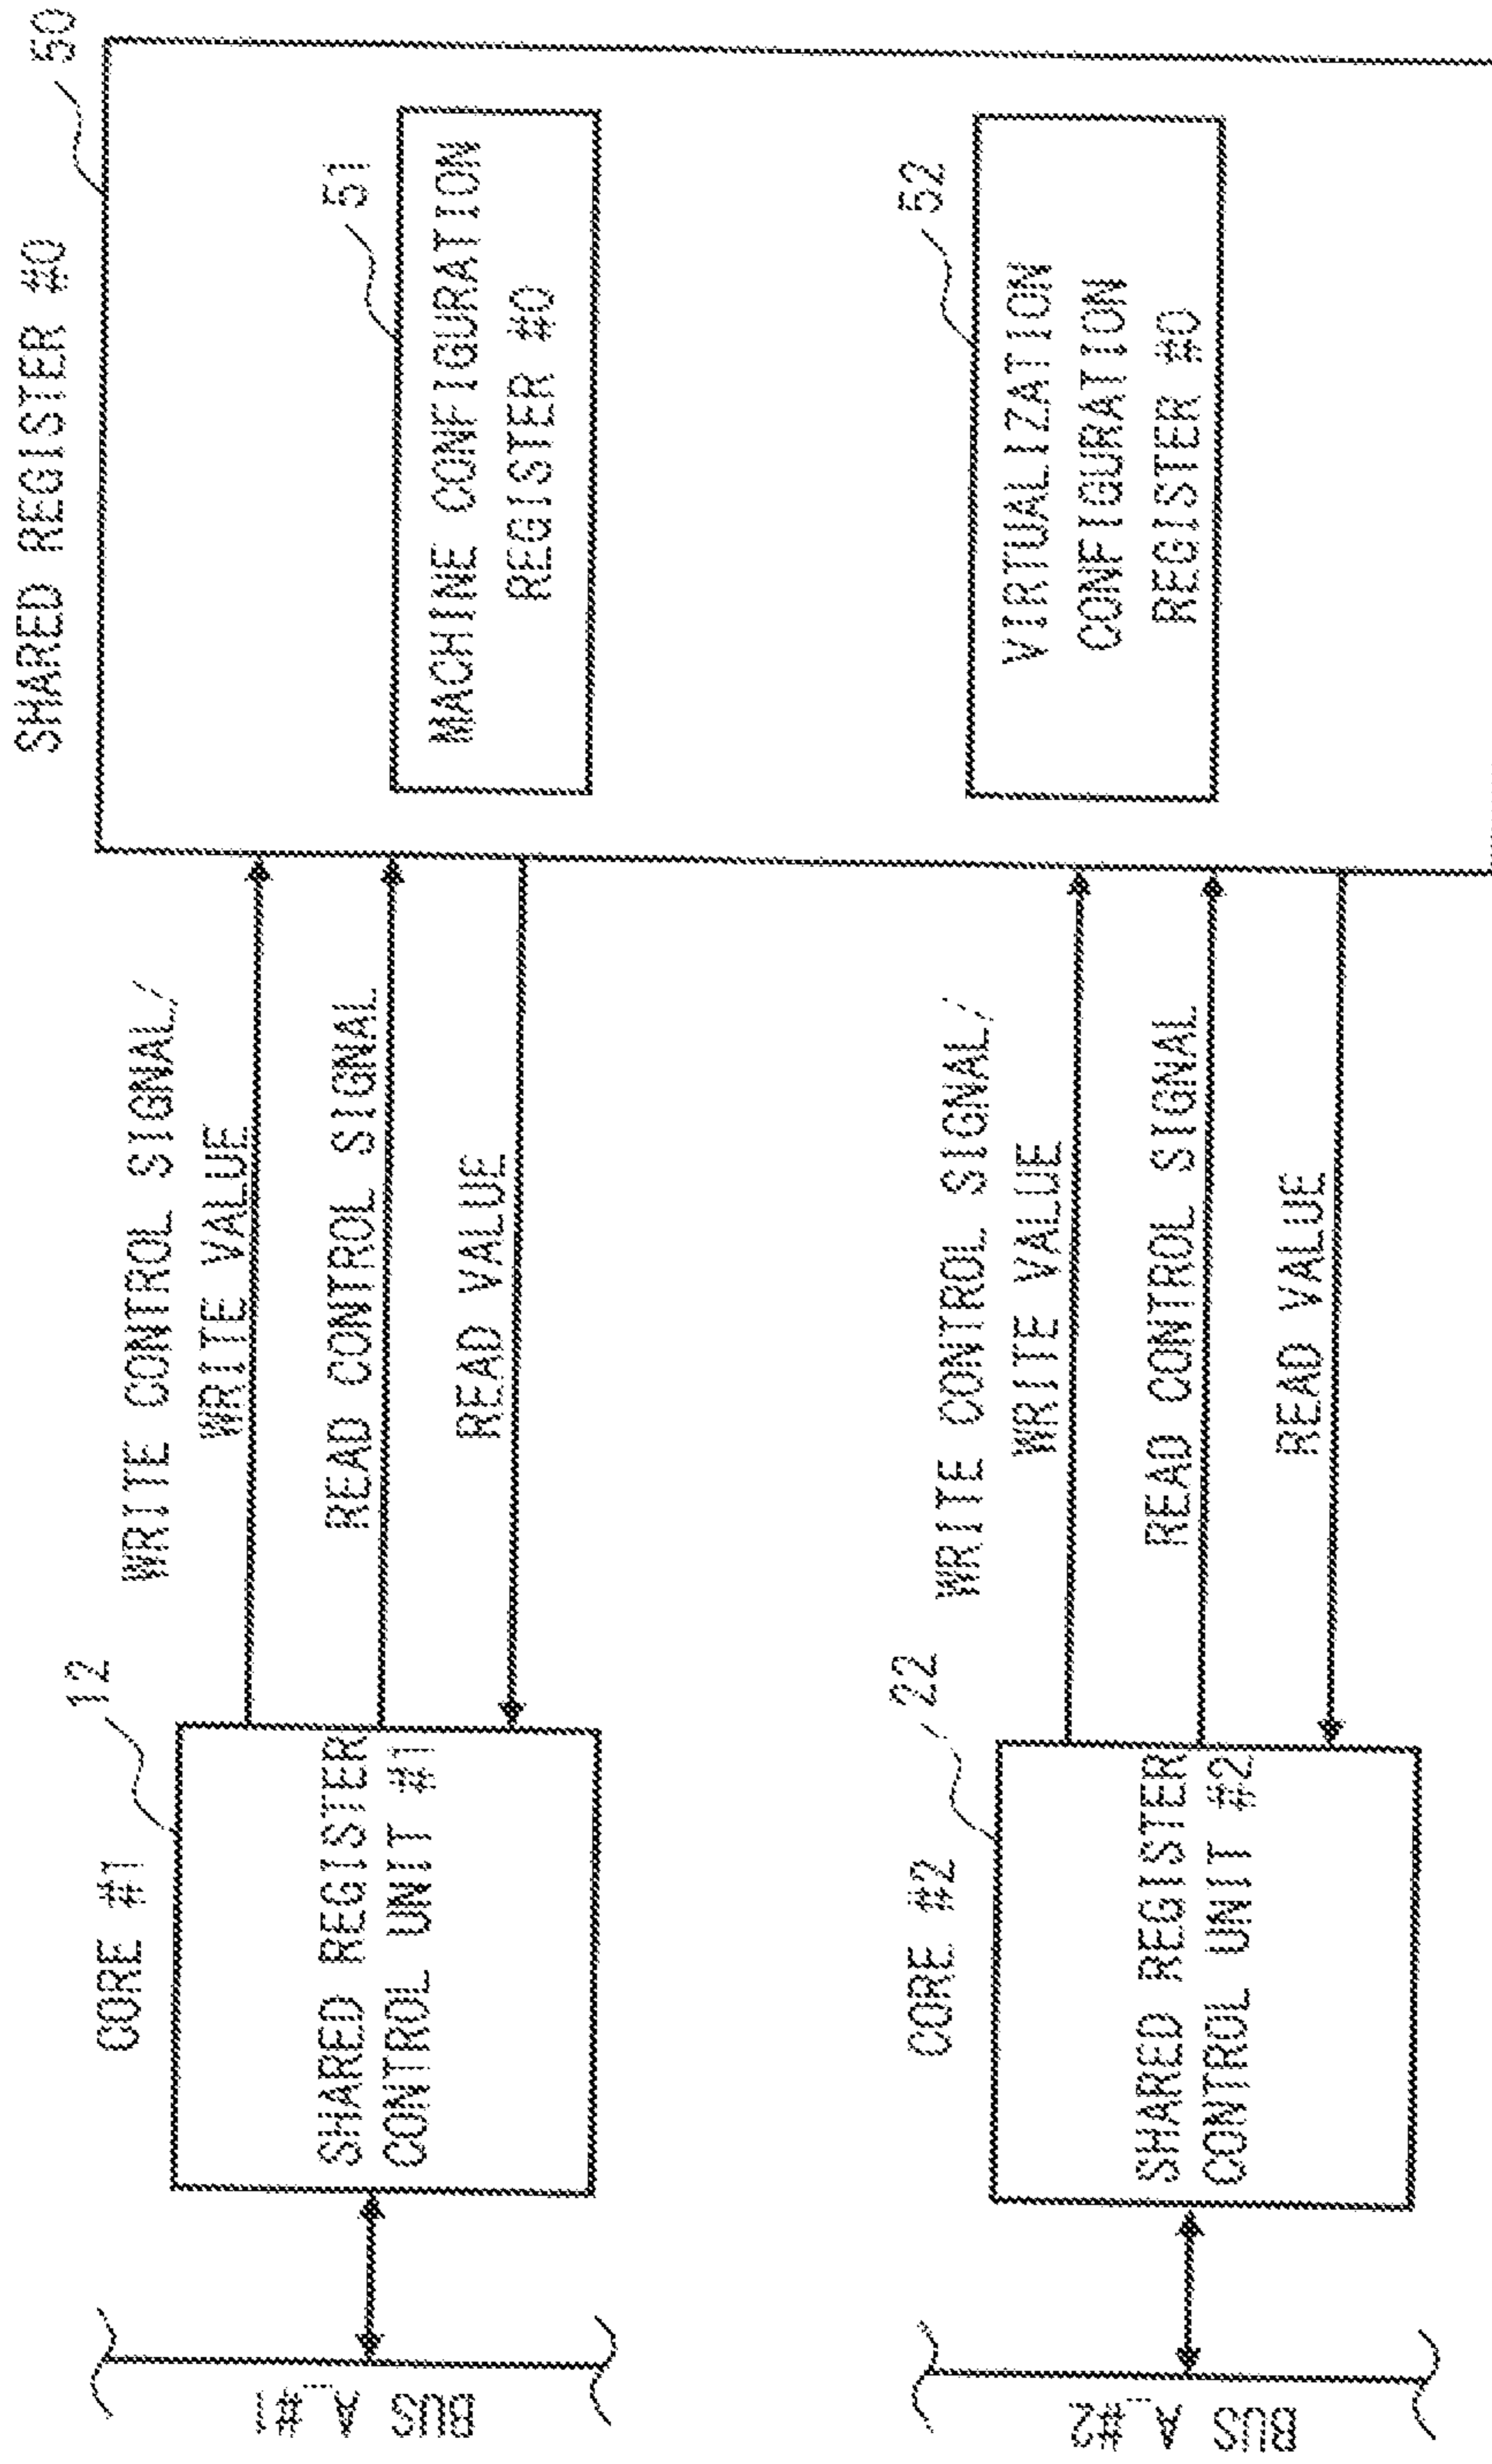 SHARED REGISTER #0
50
CORE #1
12
WRITE CONTROL SIGNAL/
WRITE VALUE
READ CONTROL SIGNAL
READ VALUE
SHARED REGISTER
CONTROL UNIT #1
BUS A_#1
51
MACHINE CONFIGURATION
REGISTER #0
CORE #2
22
WRITE CONTROL SIGNAL/
WRITE VALUE
READ CONTROL SIGNAL
READ VALUE
SHARED REGISTER
CONTROL UNIT #2
BUS A_#2
52
VIRTUALIZATION
CONFIGURATION
REGISTER #0